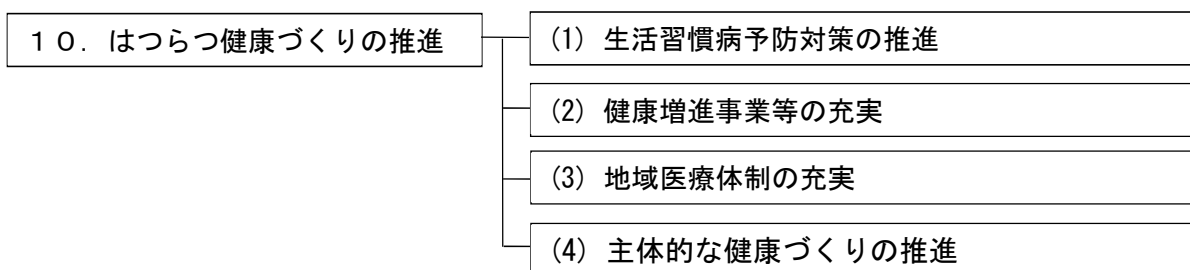 １０．はつらつ健康づくりの推進
(1) 生活習慣病予防対策の推進
(2) 健康増進事業等の充実
(3) 地域医療体制の充実
(4) 主体的な健康づくりの推進